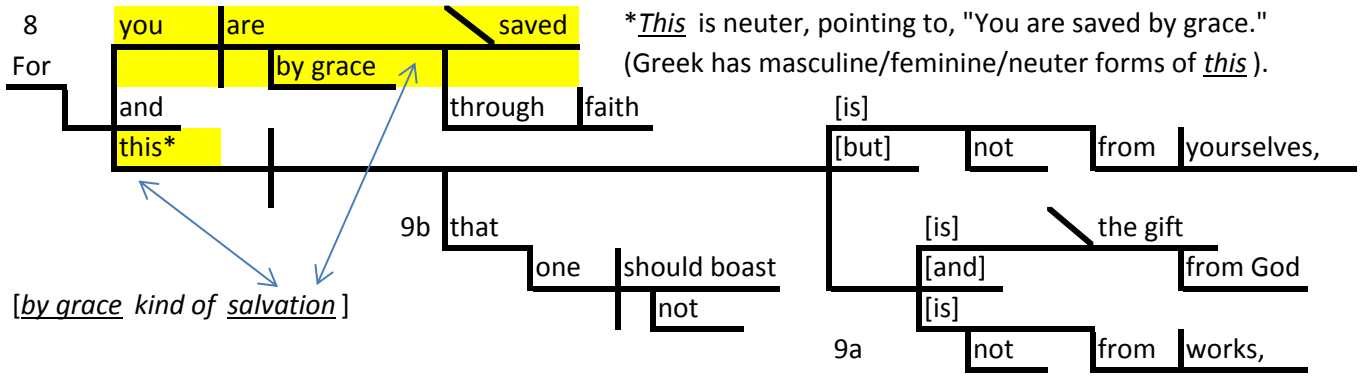 8 you are saved *This is neuter, pointing to, "You are saved by grace."
For by grace (Greek has masculine/feminine/neuter forms of this ).
and through faith [is]
this* [but] not from yourselves,
9b that [is] the gift
one should boast [and] from God
[by grace kind of salvation ] not [is]
9a not from works,